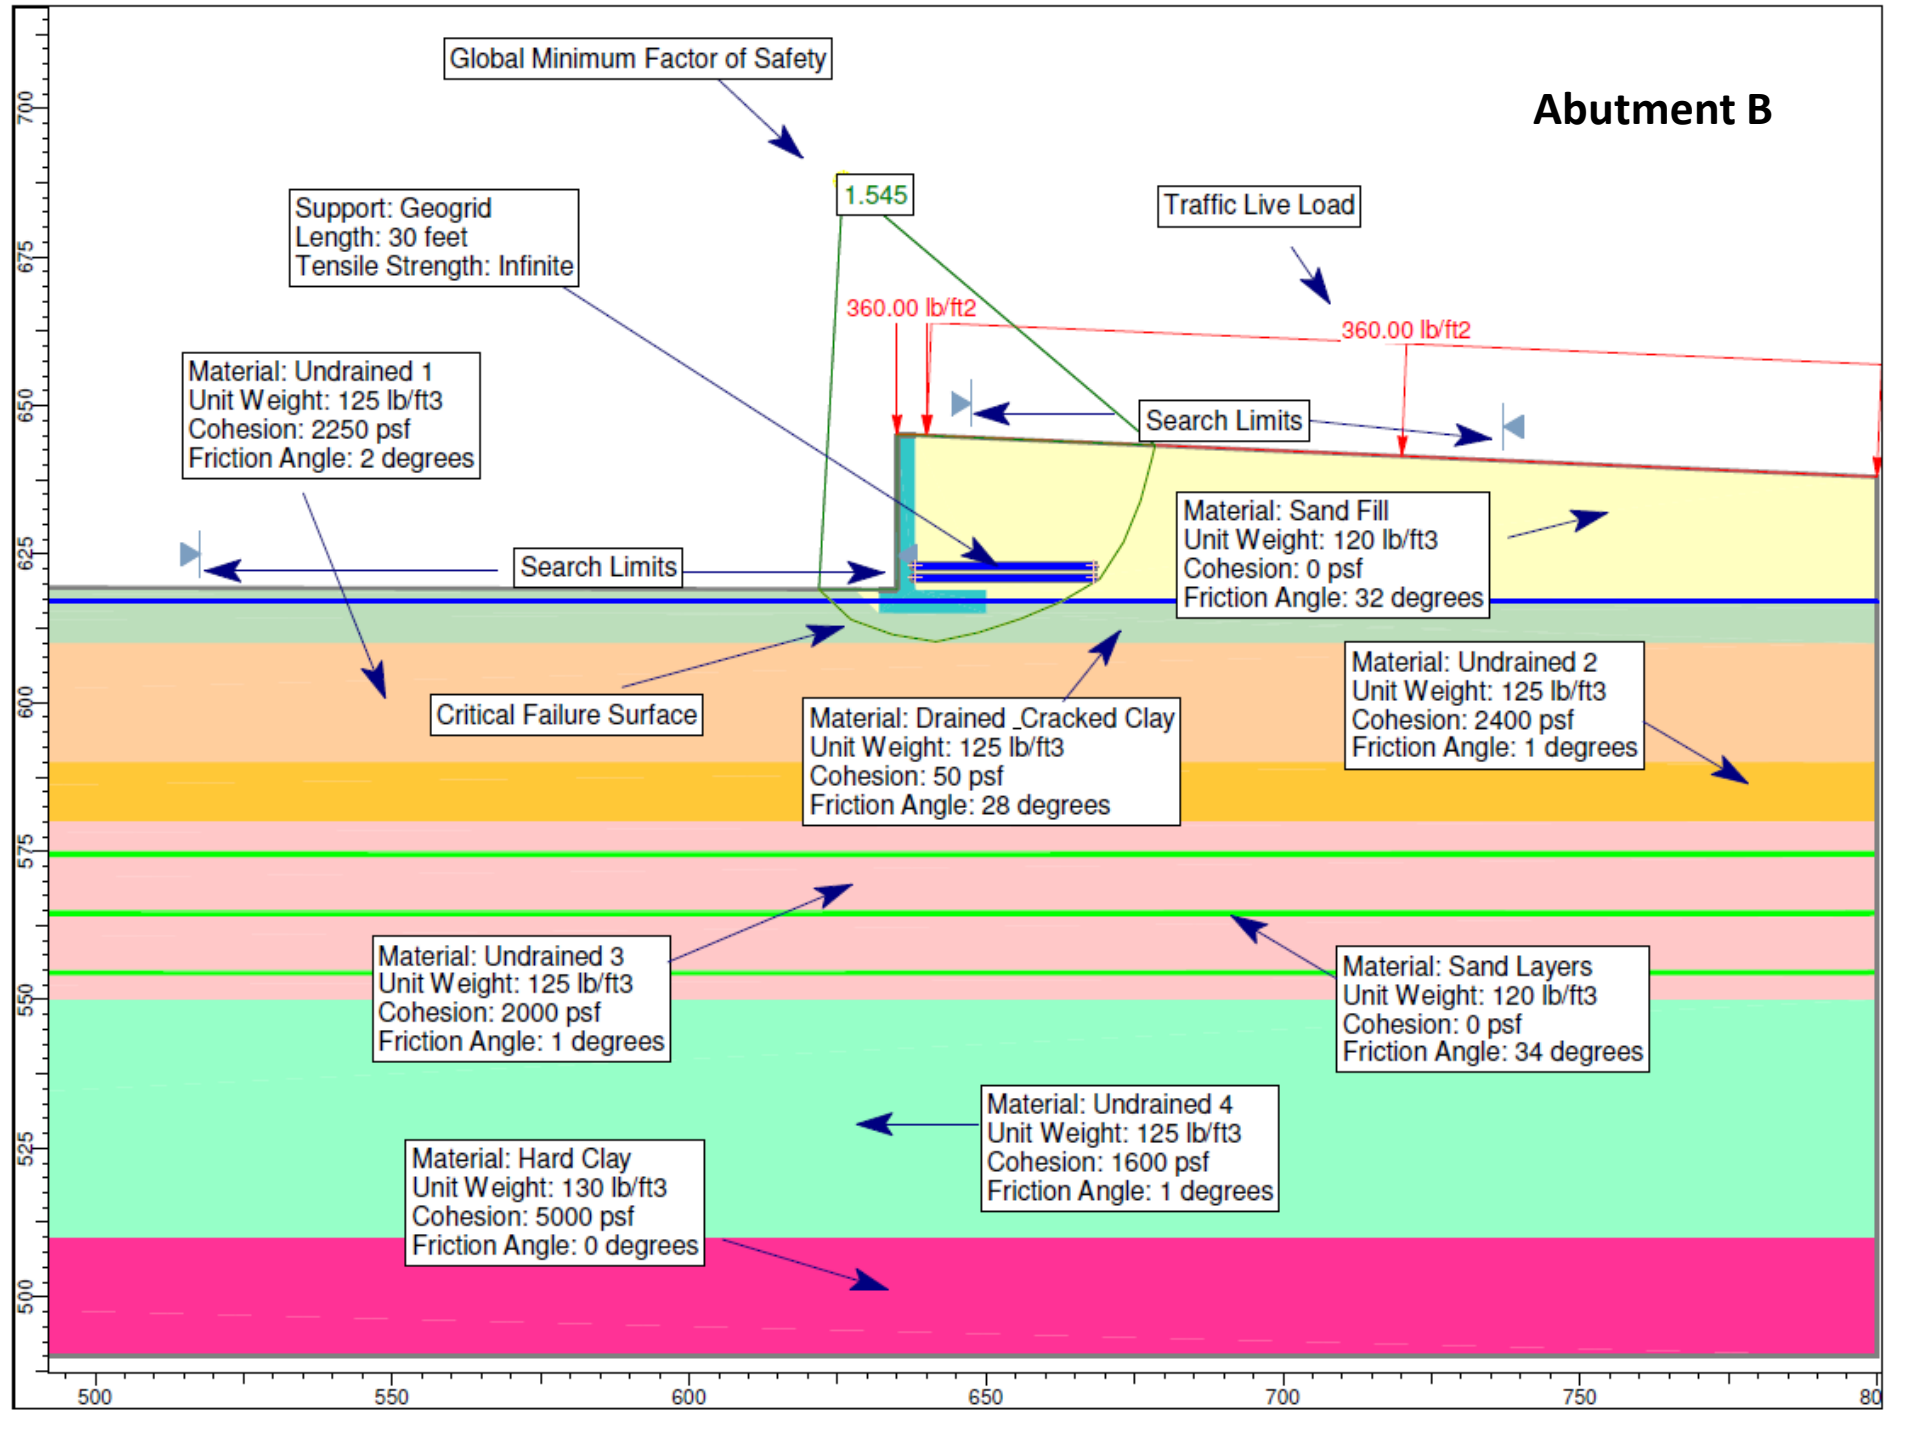 Global Minimum Factor of Safety
Abutment B
700
1.545
Support: Geogrid
Length: 30 feet
Tensile Strength: Infinite
Traffic Live Load
675
360.00 lb/ft2
360.00 lb/ft2
Material: Undrained 1
Unit Weight: 125 lb/ft3
Cohesion: 2250 psf
Friction Angle: 2 degrees
650
Search Limits
Material: Sand Fill
Unit Weight: 120 lb/ft3
Cohesion: 0 psf
Friction Angle: 32 degrees
625
Search Limits
Material: Undrained 2
Unit Weight: 125 lb/ft3
Cohesion: 2400 psf
Friction Angle: 1 degrees
600
Critical Failure Surface
Material: Drained _Cracked Clay
Unit Weight: 125 lb/ft3
Cohesion: 50 psf
Friction Angle: 28 degrees
575
Material: Undrained 3
Unit Weight: 125 lb/ft3
Cohesion: 2000 psf
Friction Angle: 1 degrees
Material: Sand Layers
Unit Weight: 120 lb/ft3
Cohesion: 0 psf
Friction Angle: 34 degrees
550
Material: Undrained 4
Unit Weight: 125 lb/ft3
Cohesion: 1600 psf
Friction Angle: 1 degrees
525
Material: Hard Clay
Unit Weight: 130 lb/ft3
Cohesion: 5000 psf
Friction Angle: 0 degrees
500
500 550 600 650 700 750 80